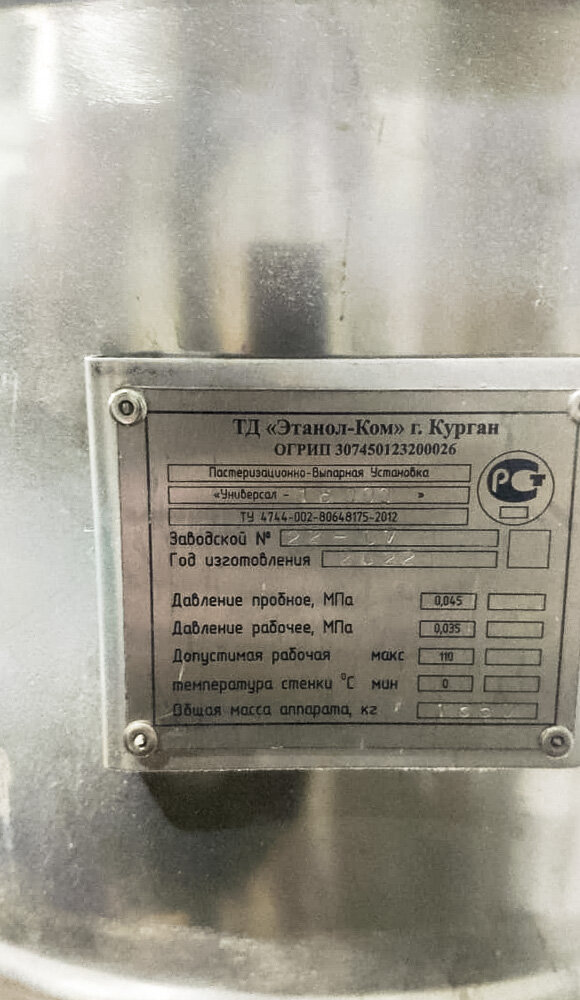 ТД «Этанол-Ком» г. Курган
ОГРИП 307450123200026
Пастеризационно-Выпарная Установка
«Универсал - »
РСТ
ТУ 4744-002-80648175-2012
Заводской №
Год изготовления 2022
Давление пробное, МПа 0,045
Давление рабочее, МПа 0,035
Допустимая рабочая макс 110
температура стенки °С мин 0
Общая масса аппарата, кг